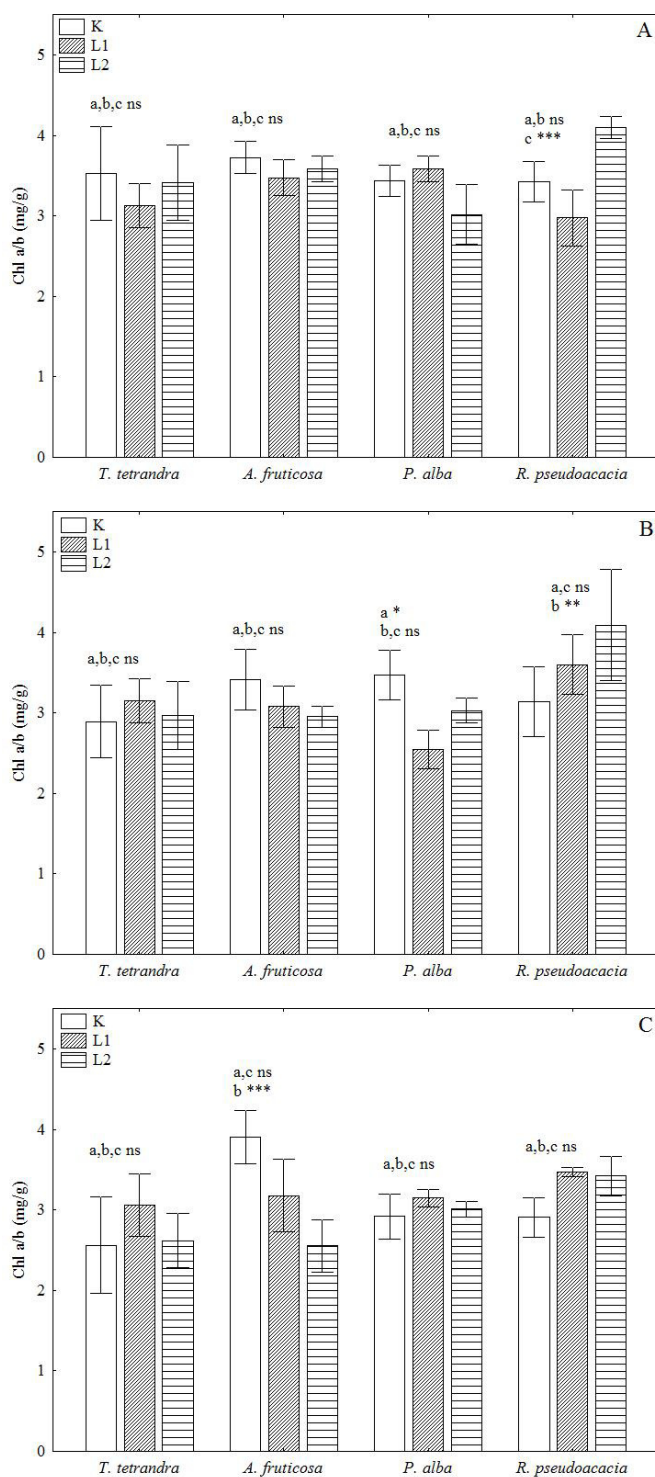 A
K
L1
L2
5
4
3
2
1
0
Chl a/b (mg/g)
a,b,c ns
a,b,c ns
a,b,c ns
a,b ns
c ***
T. tetrandra
A. fruticosa
P. alba
R. pseudoacacia
B
K
L1
L2
5
4
3
2
1
0
Chl a/b (mg/g)
a,b,c ns
a,b,c ns
a *
b,c ns
a,c ns
b **
T. tetrandra
A. fruticosa
P. alba
R. pseudoacacia
C
K
L1
L2
5
4
3
2
1
0
Chl a/b (mg/g)
a,b,c ns
a,c ns
b ***
a,b,c ns
a,b,c ns
T. tetrandra
A. fruticosa
P. alba
R. pseudoacacia